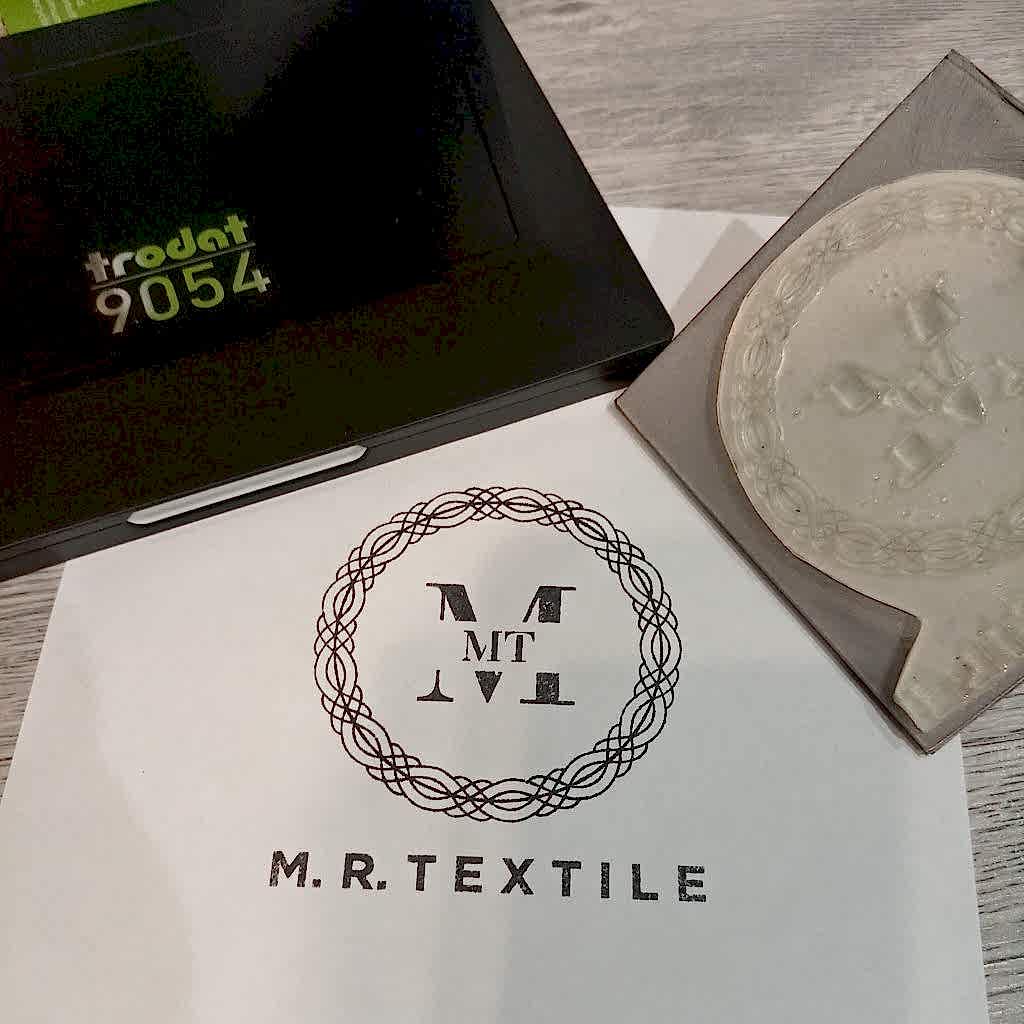 trodat
9054
M
MT
M. R. TEXTILE